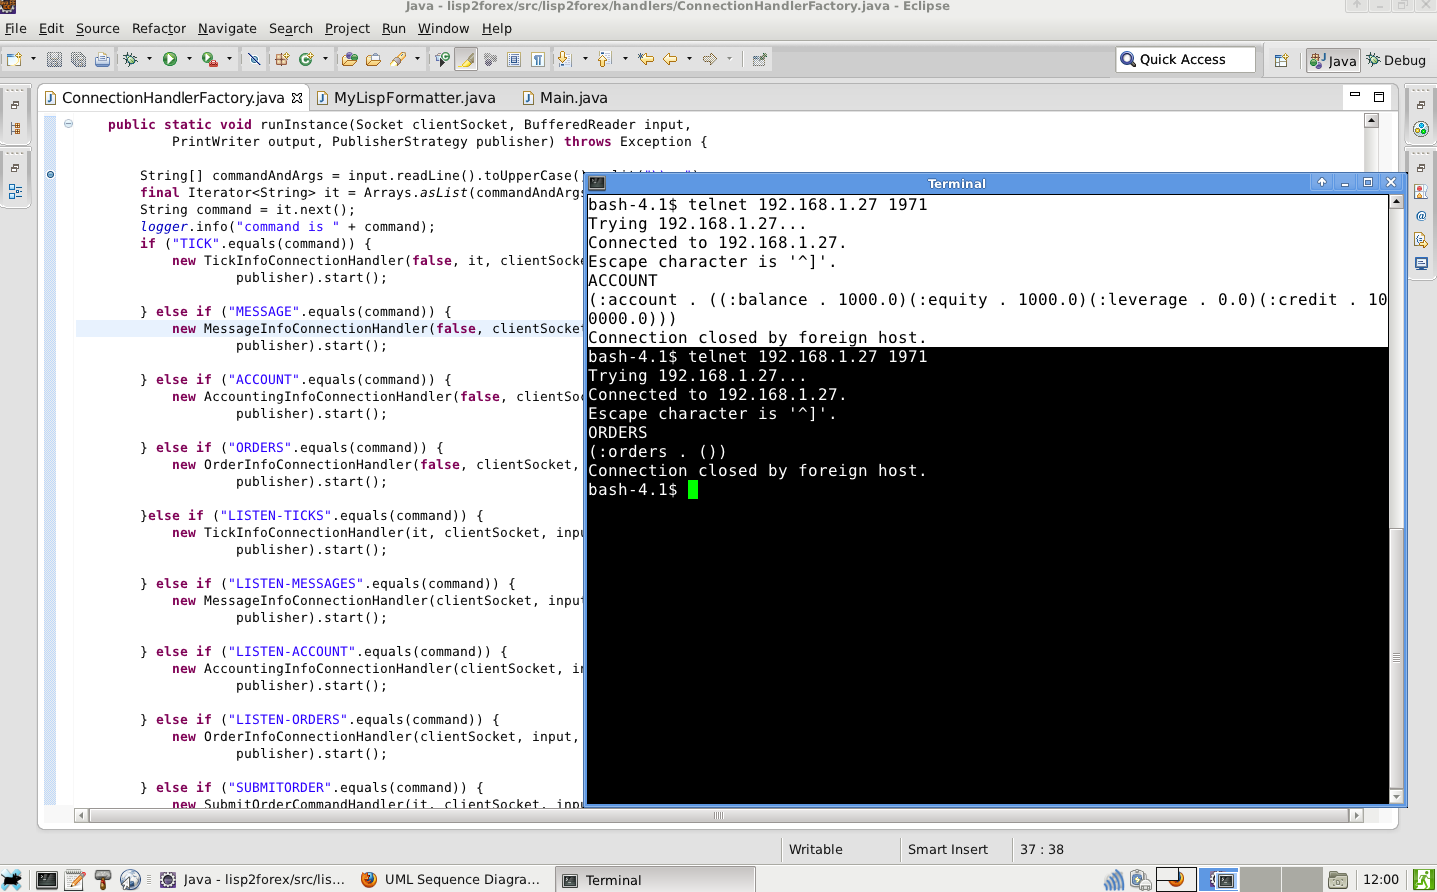 Java - lisp2forex/src/lisp2forex/handlers/ConnectionHandlerFactory.java - Eclipse
File Edit Source Refactor Navigate Search Project Run Window Help
Quick Access
Java
Debug
ConnectionHandlerFactory.java
MyLispFormatter.java
Main.java
public static void runInstance(Socket clientSocket, BufferedReader input,
PrintWriter output, PublisherStrategy publisher) throws Exception {
String[] commandAndArgs = input.readLine().toUpperCase()
final Iterator<String> it = Arrays.asList(commandAndArgs
String command = it.next();
logger.info("command is " + command);
if ("TICK".equals(command)) {
new TickInfoConnectionHandler(false, it, clientSocke
publisher).start();
} else if ("MESSAGE".equals(command)) {
new MessageInfoConnectionHandler(false, clientSocket
publisher).start();
} else if ("ACCOUNT".equals(command)) {
new AccountingInfoConnectionHandler(false, clientSoc
publisher).start();
} else if ("ORDERS".equals(command)) {
new OrderInfoConnectionHandler(false, clientSocket,
publisher).start();
}else if ("LISTEN-TICKS".equals(command)) {
new TickInfoConnectionHandler(it, clientSocket, inpu
publisher).start();
} else if ("LISTEN-MESSAGES".equals(command)) {
new MessageInfoConnectionHandler(clientSocket, input
publisher).start();
} else if ("LISTEN-ACCOUNT".equals(command)) {
new AccountingInfoConnectionHandler(clientSocket, in
publisher).start();
} else if ("LISTEN-ORDERS".equals(command)) {
new OrderInfoConnectionHandler(clientSocket, input,
publisher).start();
} else if ("SUBMITORDER".equals(command)) {
new SubmitOrderCommandHandler(it, clientSocket, inpu
Terminal
bash-4.1$ telnet 192.168.1.27 1971
Trying 192.168.1.27...
Connected to 192.168.1.27.
Escape character is '^]'.
ACCOUNT
(:account . ((:balance . 1000.0)(:equity . 1000.0)(:leverage . 0.0)(:credit . 10
0000.0)))
Connection closed by foreign host.
bash-4.1$ telnet 192.168.1.27 1971
Trying 192.168.1.27...
Connected to 192.168.1.27.
Escape character is '^]'.
ORDERS
(:orders . ())
Connection closed by foreign host.
bash-4.1$
Writable
Smart Insert
37 : 38
Java - lisp2forex/src/lis...
UML Sequence Diagra...
Terminal
12:00